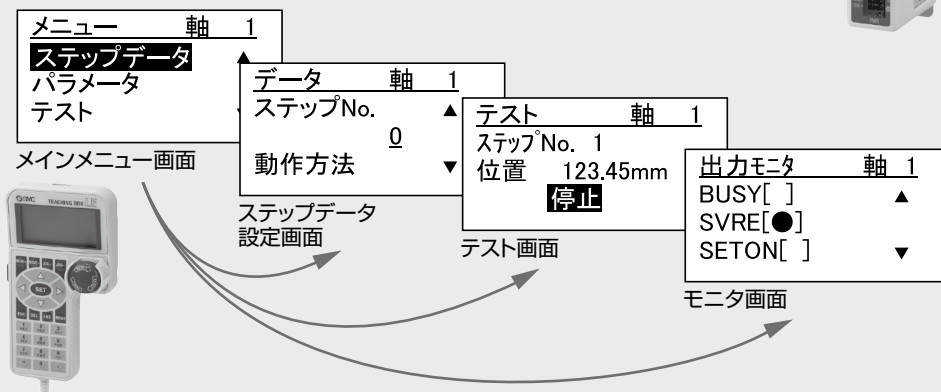 メニュー 軸 1
ステップデータ ▲
パラメータ
テスト ▼
メインメニュー画面
データ 軸 1
ステップNo. ▲
0
動作方法 ▼
ステップデータ
設定画面
テスト 軸 1
ステップNo. 1
位置 123.45mm
停止
テスト画面
出力モニタ 軸 1
BUSY[ ] ▲
SVRE[●]
SETON[ ] ▼
モニタ画面
SMC TEACHING BOX
SET